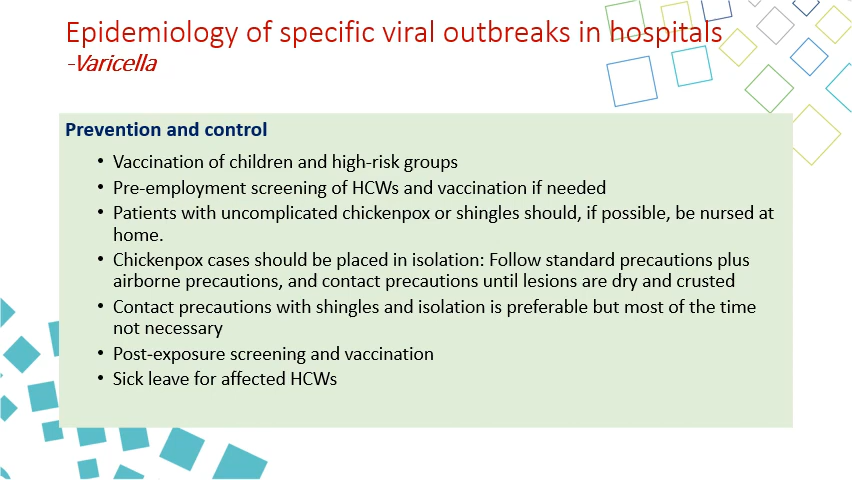 Epidemiology of specific viral outbreaks in hospitals
-Varicella
Prevention and control
• Vaccination of children and high-risk groups
• Pre-employment screening of HCWs and vaccination if needed
• Patients with uncomplicated chickenpox or shingles should, if possible, be nursed at
home.
• Chickenpox cases should be placed in isolation: Follow standard precautions plus
airborne precautions, and contact precautions until lesions are dry and crusted
• Contact precautions with shingles and isolation is preferable but most of the time
not necessary
• Post-exposure screening and vaccination
• Sick leave for affected HCWs